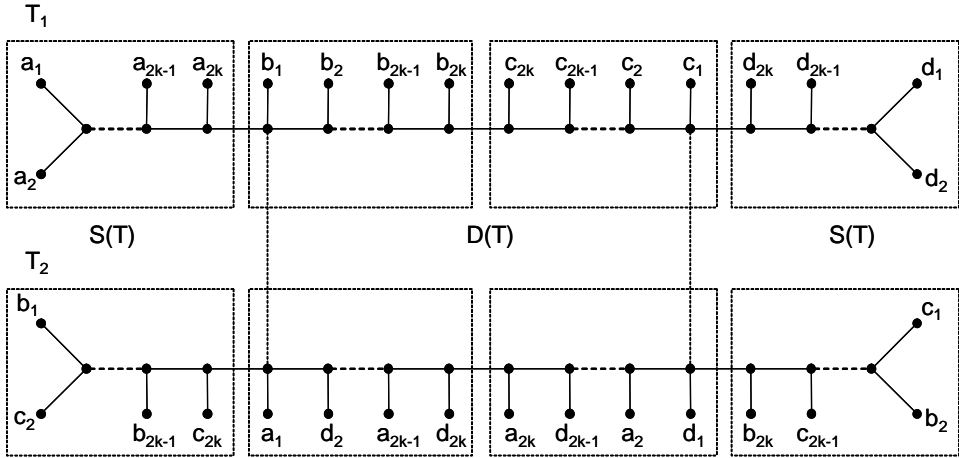 T₁
a₁ a₂ₖ₋₁ a₂ₖ b₁ b₂ b₂ₖ₋₁ b₂ₖ c₂ₖ c₂ₖ₋₁ c₂ c₁ d₂ₖ d₂ₖ₋₁ d₁
a₂ d₂
S(T) D(T) S(T)
T₂
b₁ c₁
c₂ b₂ₖ₋₁ c₂ₖ a₁ d₂ a₂ₖ₋₁ d₂ₖ a₂ₖ d₂ₖ₋₁ a₂ d₁ b₂ₖ c₂ₖ₋₁ b₂